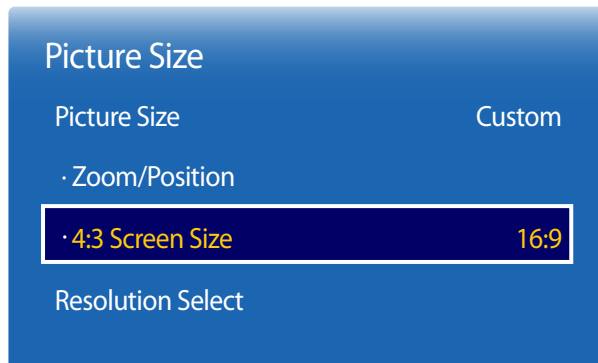 Picture Size
Picture Size Custom
· Zoom/Position
· 4:3 Screen Size 16:9
Resolution Select